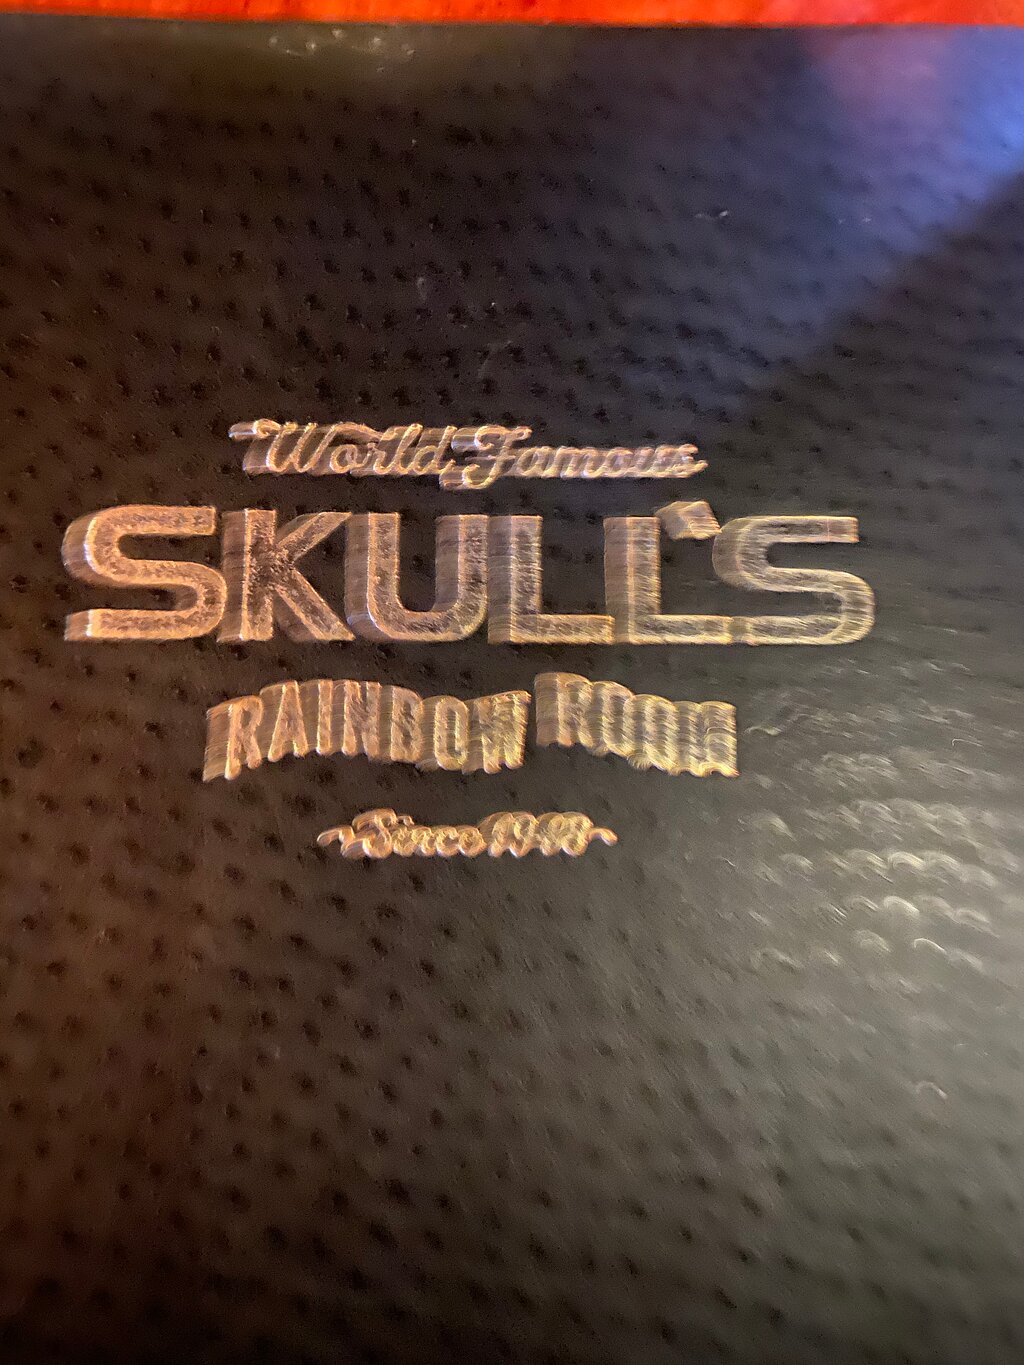 World Famous
SKULL'S
RAINBOW ROOM
Since 1948